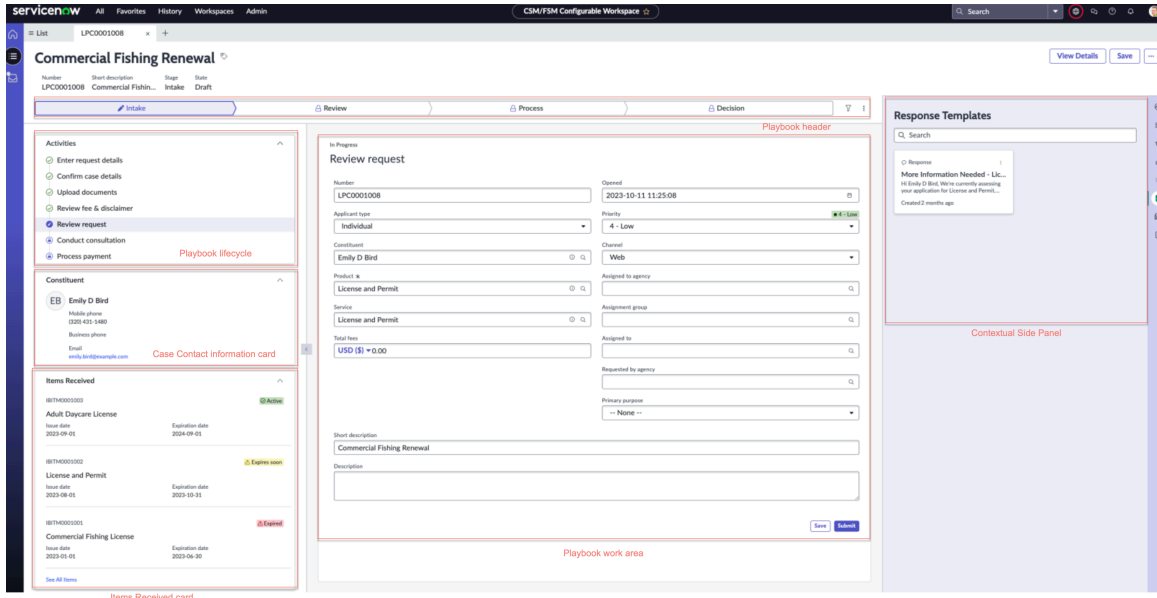 servicenow All Favorites History Workspaces Admin CSM/FSM Configurable Workspace Search
List LPC0001008 × +
Commercial Fishing Renewal
View Details Save ...
Number Short description Stage State
LPC0001008 Commercial Fishin... Intake Draft
Intake Review Process Decision
Playbook header
Activities
Enter request details
Confirm case details
Upload documents
Review fee & disclaimer
Review request
Conduct consultation
Process payment
Playbook lifecycle
Constituent
EB Emily D Bird
Mobile phone
(320) 431-1480
Business phone
Email
emily.bird@example.com
Case Contact information card
Items Received
IBITM0001003 Active
Adult Daycare License
Issue date Expiration date
2023-09-01 2024-09-01
IBITM0001002 Expires soon
License and Permit
Issue date Expiration date
2023-08-01 2023-10-31
IBITM0001001 Expired
Commercial Fishing License
Issue date Expiration date
2023-01-01 2023-06-30
See All Items
Items Received card
In Progress
Review request
Number Opened
LPC0001008 2023-10-11 11:25:08
Applicant type Priority 4 - Low
Individual 4 - Low
Constituent Channel
Emily D Bird Web
Product Assigned to agency
License and Permit
Service Assignment group
License and Permit
Total fees Assigned to
USD ($) 0.00
Requested by agency
Primary purpose
-- None --
Short description
Commercial Fishing Renewal
Description
Save Submit
Playbook work area
Response Templates
Search
Response
More Information Needed - Lic...
Hi Emily D Bird, We're currently assessing
your application for License and Permit,...
Created 2 months ago
Contextual Side Panel